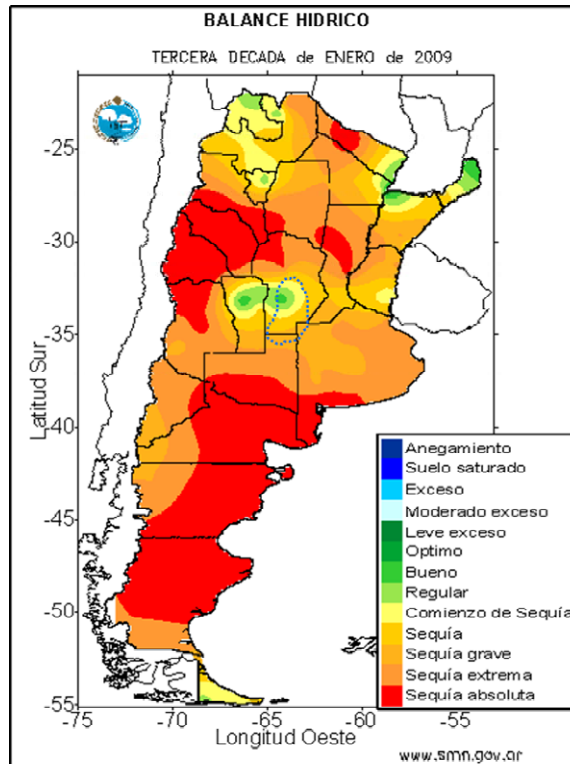 BALANCE HIDRICO
TERCERA DECADA de ENERO de 2009
-25
-30
-35
-40
-45
-50
-55
Latitud Sur
Anegamiento
Suelo saturado
Exceso
Moderado exceso
Leve exceso
Optimo
Bueno
Regular
Comienzo de Sequía
Sequía
Sequía grave
Sequía extrema
Sequía absoluta
-75 -70 -65 -60 -55
Longitud Oeste
www.smn.gov.ar